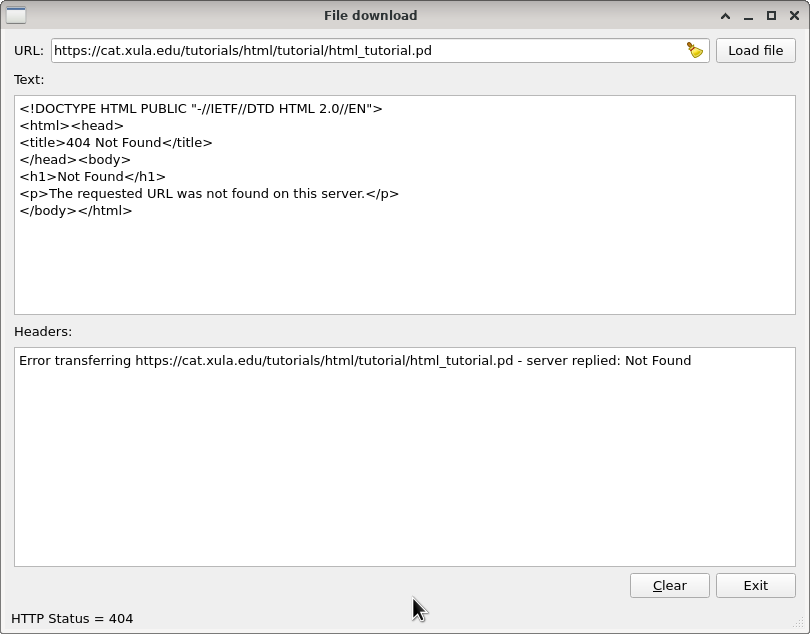 File download
URL: https://cat.xula.edu/tutorials/html/tutorial/html_tutorial.pd Load file
Text:
<!DOCTYPE HTML PUBLIC "-//IETF//DTD HTML 2.0//EN">
<html><head>
<title>404 Not Found</title>
</head><body>
<h1>Not Found</h1>
<p>The requested URL was not found on this server.</p>
</body></html>
Headers:
Error transferring https://cat.xula.edu/tutorials/html/tutorial/html_tutorial.pd - server replied: Not Found
Clear Exit
HTTP Status = 404